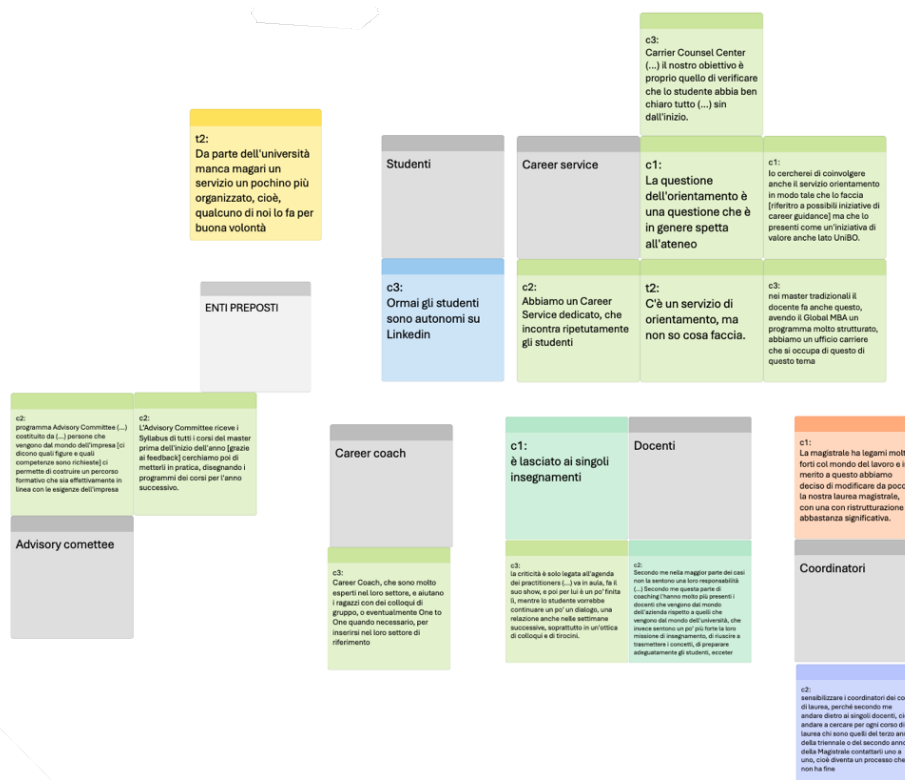 c3:
Carrier Counsel Center
(...) il nostro obiettivo è
proprio quello di verificare
che lo studente abbia ben
chiaro tutto (...) sin
dall'inizio.
t2:
Da parte dell'università
manca magari un
servizio un pochino più
organizzato, cioè,
qualcuno di noi lo fa per
buona volontà
Studenti
Career service
c1:
La questione
dell'orientamento è
una questione che è
in genere spetta
all'ateneo
c1:
Io cercherei di coinvolgere
anche il servizio orientamento
in modo tale che lo faccia
[riferitro a possibili iniziative di
career guidance] ma che lo
presenti come un'iniziativa di
valore anche lato UniBO.
c3:
Ormai gli studenti
sono autonomi su
Linkedin
c2:
Abbiamo un Career
Service dedicato, che
incontra ripetutamente
gli studenti
t2:
C'è un servizio di
orientamento, ma
non so cosa faccia.
c3:
nei master tradizionali il
docente fa anche questo,
avendo il Global MBA un
programma molto strutturato,
abbiamo un ufficio carriere
che si occupa di questo di
questo tema
ENTI PREPOSTI
c2:
programma Advisory Committee (...)
costituito da (...) persone che
vengono dal mondo dell'impresa [ci
dicono quali figure e quali
competenze sono richieste] ci
permette di costruire un percorso
formativo che sia effettivamente in
linea con le esigenze dell'impresa
c2:
L'Advisory Committee riceve i
Syllabus di tutti i corsi del master
prima dell'inizio dell'anno [grazie
ai feedback] cerchiamo poi di
metterli in pratica, disegnando i
programmi dei corsi per l'anno
successivo.
Advisory comettee
Career coach
c3:
Career Coach, che sono molto
esperti nel loro settore, e aiutano
i ragazzi con dei colloqui di
gruppo, o eventualmente One to
One quando necessario, per
inserirsi nel loro settore di
riferimento
c1:
è lasciato ai singoli
insegnamenti
Docenti
c3:
la criticità è solo legata all'agenda
dei practitioners (...) va in aula, fa il
suo show, e poi per lui è un po' finita
lì, mentre lo studente vorrebbe
continuare un po' un dialogo, una
relazione anche nelle settimane
successive, soprattutto in un'ottica
di colloqui e di tirocini.
c2:
Secondo me nella maggior parte dei casi
non la sentono una loro responsabilità
(...) Secondo me questa parte di
coaching l'hanno molto più presenti i
docenti che vengono dal mondo
dell'azienda rispetto a quelli che
vengono dal mondo dell'università, che
invece sentono un po' più forte la loro
missione di insegnamento, di riuscire a
trasmettere i concetti, di preparare
adeguatamente gli studenti, ecceter
c1:
La magistrale ha legami molt
forti col mondo del lavoro e i
merito a questo abbiamo
deciso di modificare da poco
la nostra laurea magistrale,
con una con ristrutturazione
abbastanza significativa.
Coordinatori
c2:
sensibilizzare i coordinatori dei co
di laurea, perché secondo me
andare dietro ai singoli docenti, ci
andare a cercare per ogni corso di
laurea chi sono quelli del terzo an
della triennale o del secondo anno
della Magistrale contattarli uno a
uno, cioè diventa un processo che
non ha fine